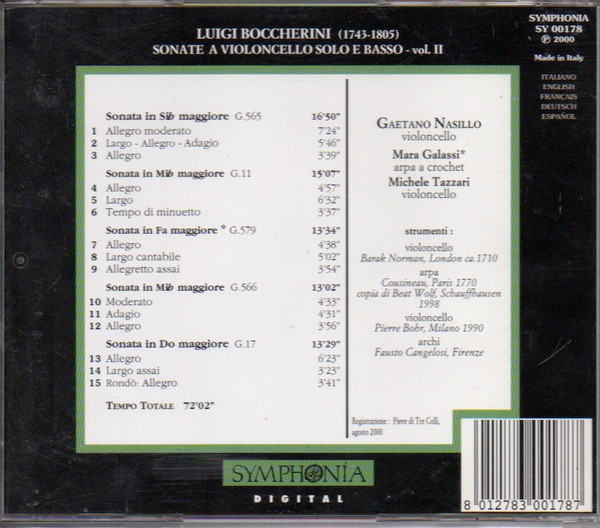 LUIGI BOCCHERINI (1743-1805)
SONATE A VIOLONCELLO SOLO E BASSO - vol. II
SYMPHONIA
SY 00178
℗ 2000
Made in Italy
ITALIANO
ENGLISH
FRANÇAIS
DEUTSCH
ESPAÑOL
Sonata in Si♭ maggiore G.565 16'50"
1 Allegro moderato 7'24"
2 Largo - Allegro - Adagio 5'46"
3 Allegro 3'39"
Sonata in Mi♭ maggiore G.11 15'07"
4 Allegro 4'57"
5 Largo 6'32"
6 Tempo di minuetto 3'37"
Sonata in Fa maggiore * G.579 13'34"
7 Allegro 4'38"
8 Largo cantabile 5'02"
9 Allegretto assai 3'54"
Sonata in Mi♭ maggiore G.566 13'02"
10 Moderato 4'33"
11 Adagio 4'31"
12 Allegro 3'56"
Sonata in Do maggiore G.17 13'29"
13 Allegro 6'23"
14 Largo assai 3'23"
15 Rondò: Allegro 3'41"
TEMPO TOTALE 72'02"
GAETANO NASILLO
violoncello
Mara Galassi*
arpa a crochet
Michele Tazzari
violoncello
strumenti :
violoncello
Barak Norman, London ca.1710
arpa
Cousineau, Paris 1770
copia di Beat Wolf, Schauffhausen
1998
violoncello
Pierre Bohr, Milano 1990
archi
Fausto Cangelosi, Firenze
Registrazione : Pieve di Tre Colli,
agosto 2000
SYMPHONÍA
DIGITAL
8 012783 001787